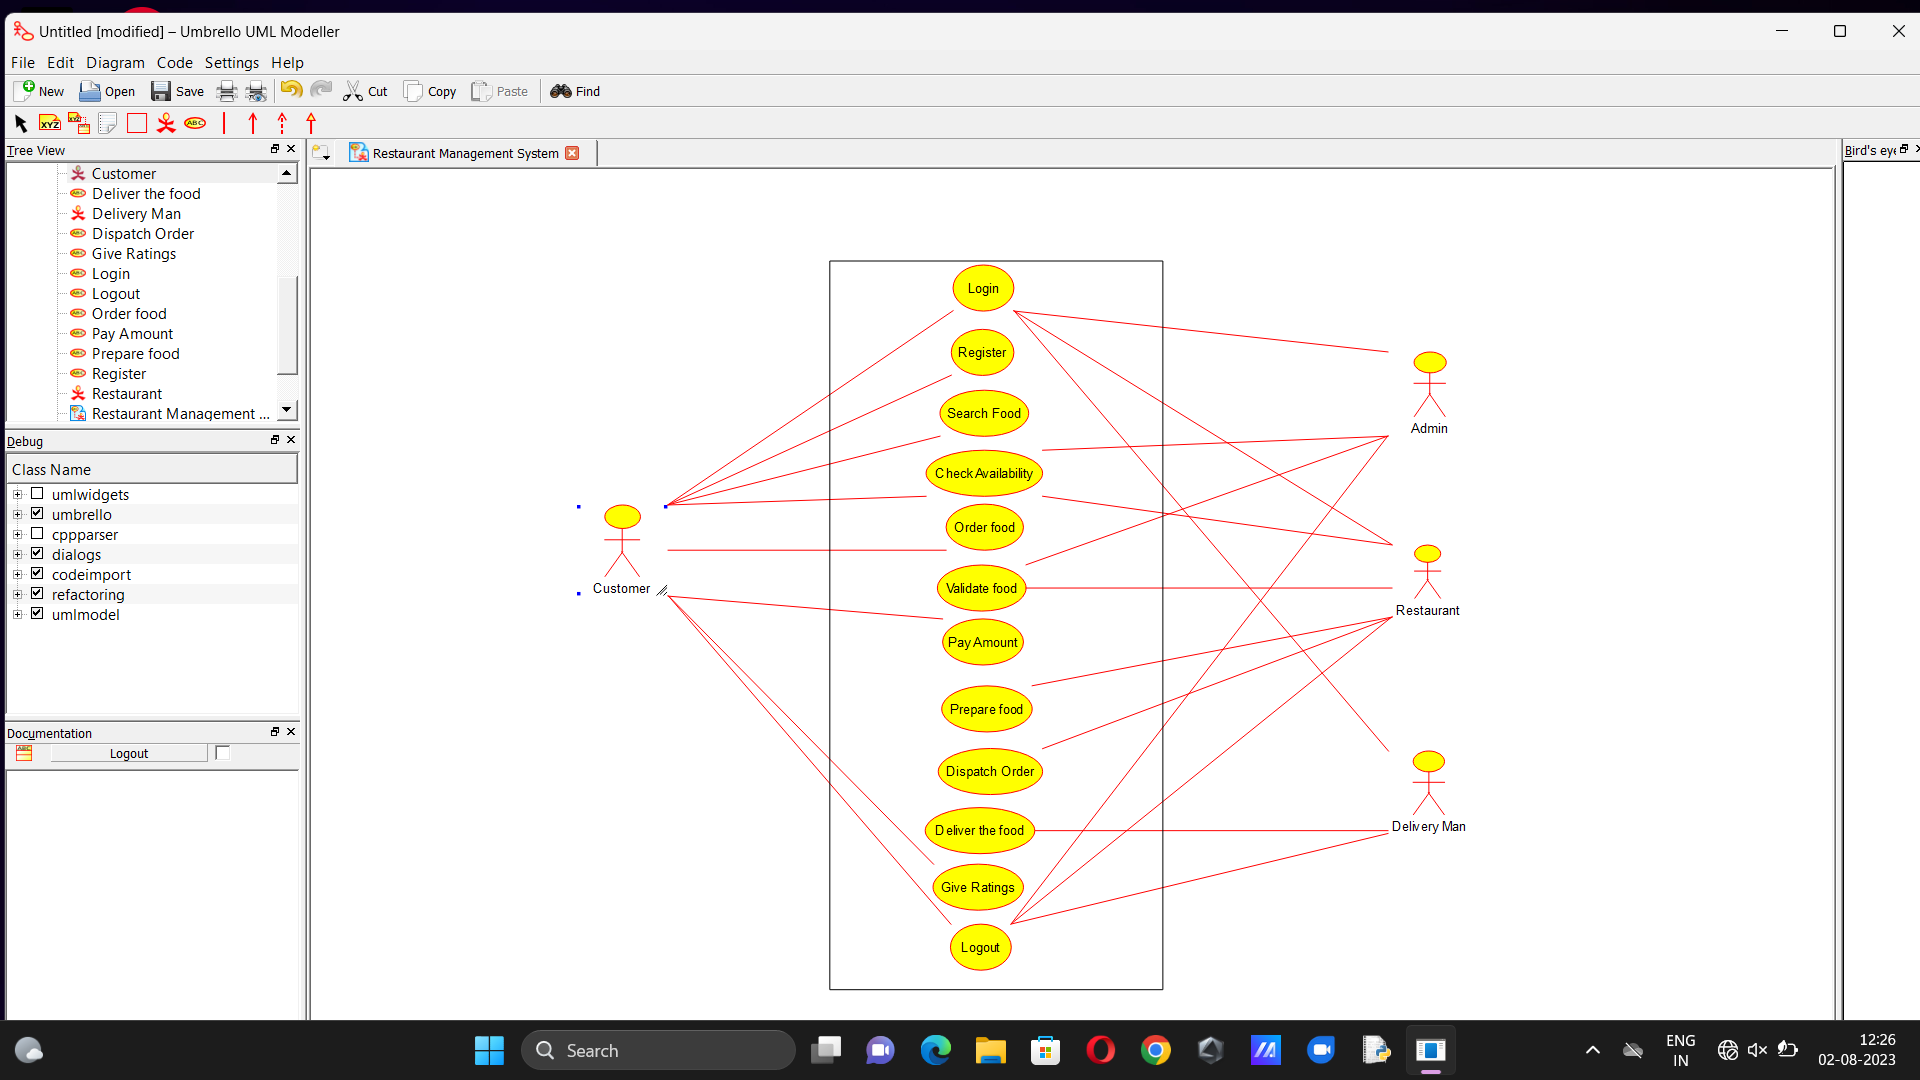 Untitled [modified] – Umbrello UML Modeller
File Edit Diagram Code Settings Help
New Open Save Cut Copy Paste Find
XYZ XYZ ABC
Tree View
Customer
Deliver the food
Delivery Man
Dispatch Order
Give Ratings
Login
Logout
Order food
Pay Amount
Prepare food
Register
Restaurant
Restaurant Management ...
Debug
Class Name
umlwidgets
umbrello
cppparser
dialogs
codeimport
refactoring
umlmodel
Documentation
Logout
Restaurant Management System
Bird's eye
Login
Register
Search Food
Check Availability
Order food
Validate food
Pay Amount
Prepare food
Dispatch Order
Deliver the food
Give Ratings
Logout
Customer
Admin
Restaurant
Delivery Man
Search
ENG
IN
12:26
02-08-2023